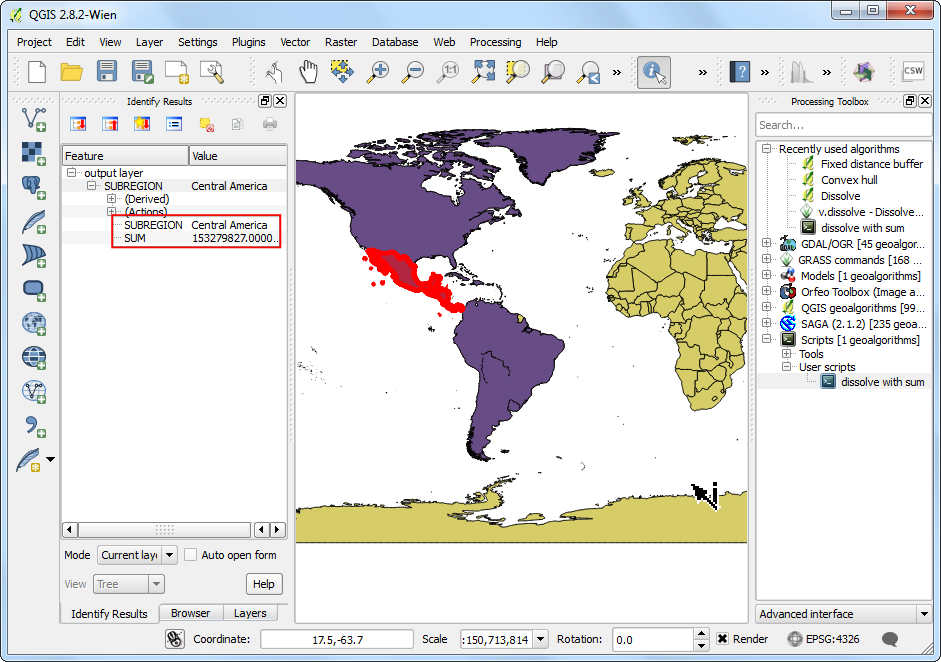 QGIS 2.8.2-Wien
Project Edit View Layer Settings Plugins Vector Raster Database Web Processing Help
1:1 » » » » CSW
Identify Results
Feature Value
output layer
SUBREGION Central America
(Derived)
(Actions)
SUBREGION Central America
SUM 153279827.0000...
Mode Current laye Auto open form
View Tree Help
Identify Results Browser Layers
Processing Toolbox
Search...
Recently used algorithms
Fixed distance buffer
Convex hull
Dissolve
v.dissolve - Dissolve...
dissolve with sum
GDAL/OGR [45 geoalgor...
GRASS commands [168 ...
Models [1 geoalgorithms]
Orfeo Toolbox (Image a...
QGIS geoalgorithms [99...
SAGA (2.1.2) [235 geoa...
Scripts [1 geoalgorithms]
Tools
User scripts
dissolve with sum
Advanced interface
Coordinate: 17.5,-63.7 Scale :150,713,814 Rotation: 0.0 Render EPSG:4326